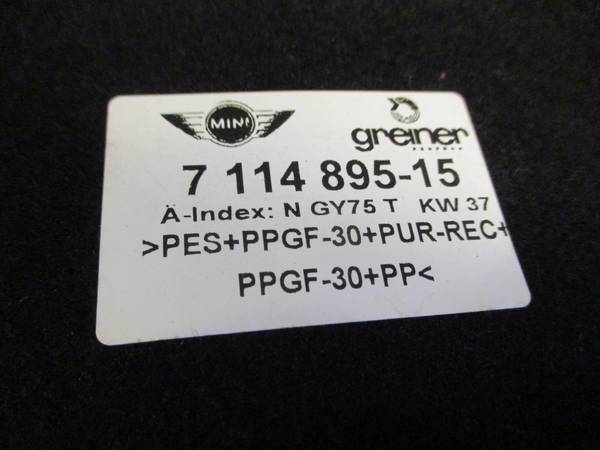 MINI
greiner
7 114 895-15
Ä-Index: N GY75 T KW 37
>PES+PPGF-30+PUR-REC+
PPGF-30+PP<